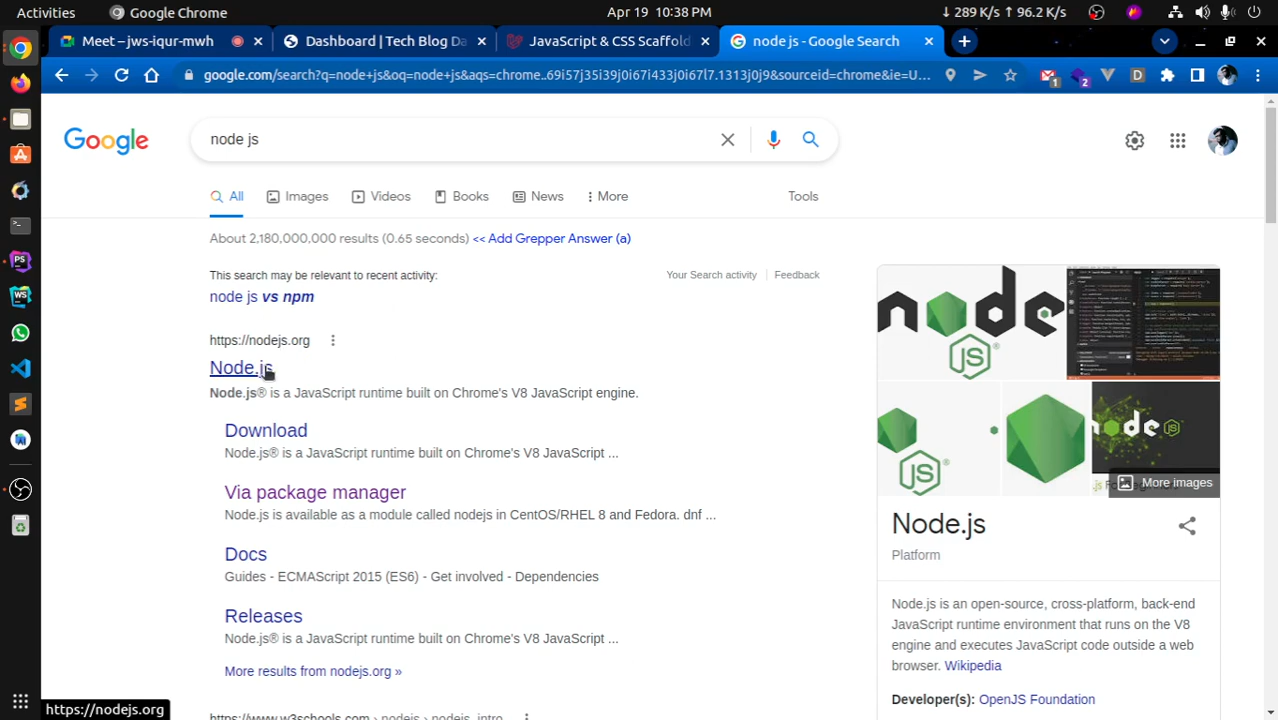 Activities
Google Chrome
Apr 19 10:38 PM
↓ 289 K/s ↑ 96.2 K/s
Meet – jws-iqur-mwh
Dashboard | Tech Blog Da
JavaScript & CSS Scaffold
node js - Google Search
google.com/search?q=node+js&oq=node+js&aqs=chrome..69i57j35i39j0i67i433j0i67l7.1313j0j9&sourceid=chrome&ie=U...
1
2
D
Google
node js
All
Images
Videos
Books
News
More
Tools
About 2,180,000,000 results (0.65 seconds) << Add Grepper Answer (a)
This search may be relevant to recent activity:
Your Search activity
Feedback
node js vs npm
https://nodejs.org
Node.js
Node.js® is a JavaScript runtime built on Chrome's V8 JavaScript engine.
Download
Node.js® is a JavaScript runtime built on Chrome's V8 JavaScript ...
Via package manager
Node.js is available as a module called nodejs in CentOS/RHEL 8 and Fedora. dnf ...
Docs
Guides - ECMAScript 2015 (ES6) - Get involved - Dependencies
Releases
Node.js® is a JavaScript runtime built on Chrome's V8 JavaScript ...
More results from nodejs.org »
https://www.w3schools.com › nodejs › nodejs_intro
node
JS
JS
node JS
More images
Node.js
Platform
Node.js is an open-source, cross-platform, back-end
JavaScript runtime environment that runs on the V8
engine and executes JavaScript code outside a web
browser. Wikipedia
Developer(s): OpenJS Foundation
PS
WS
https://nodejs.org